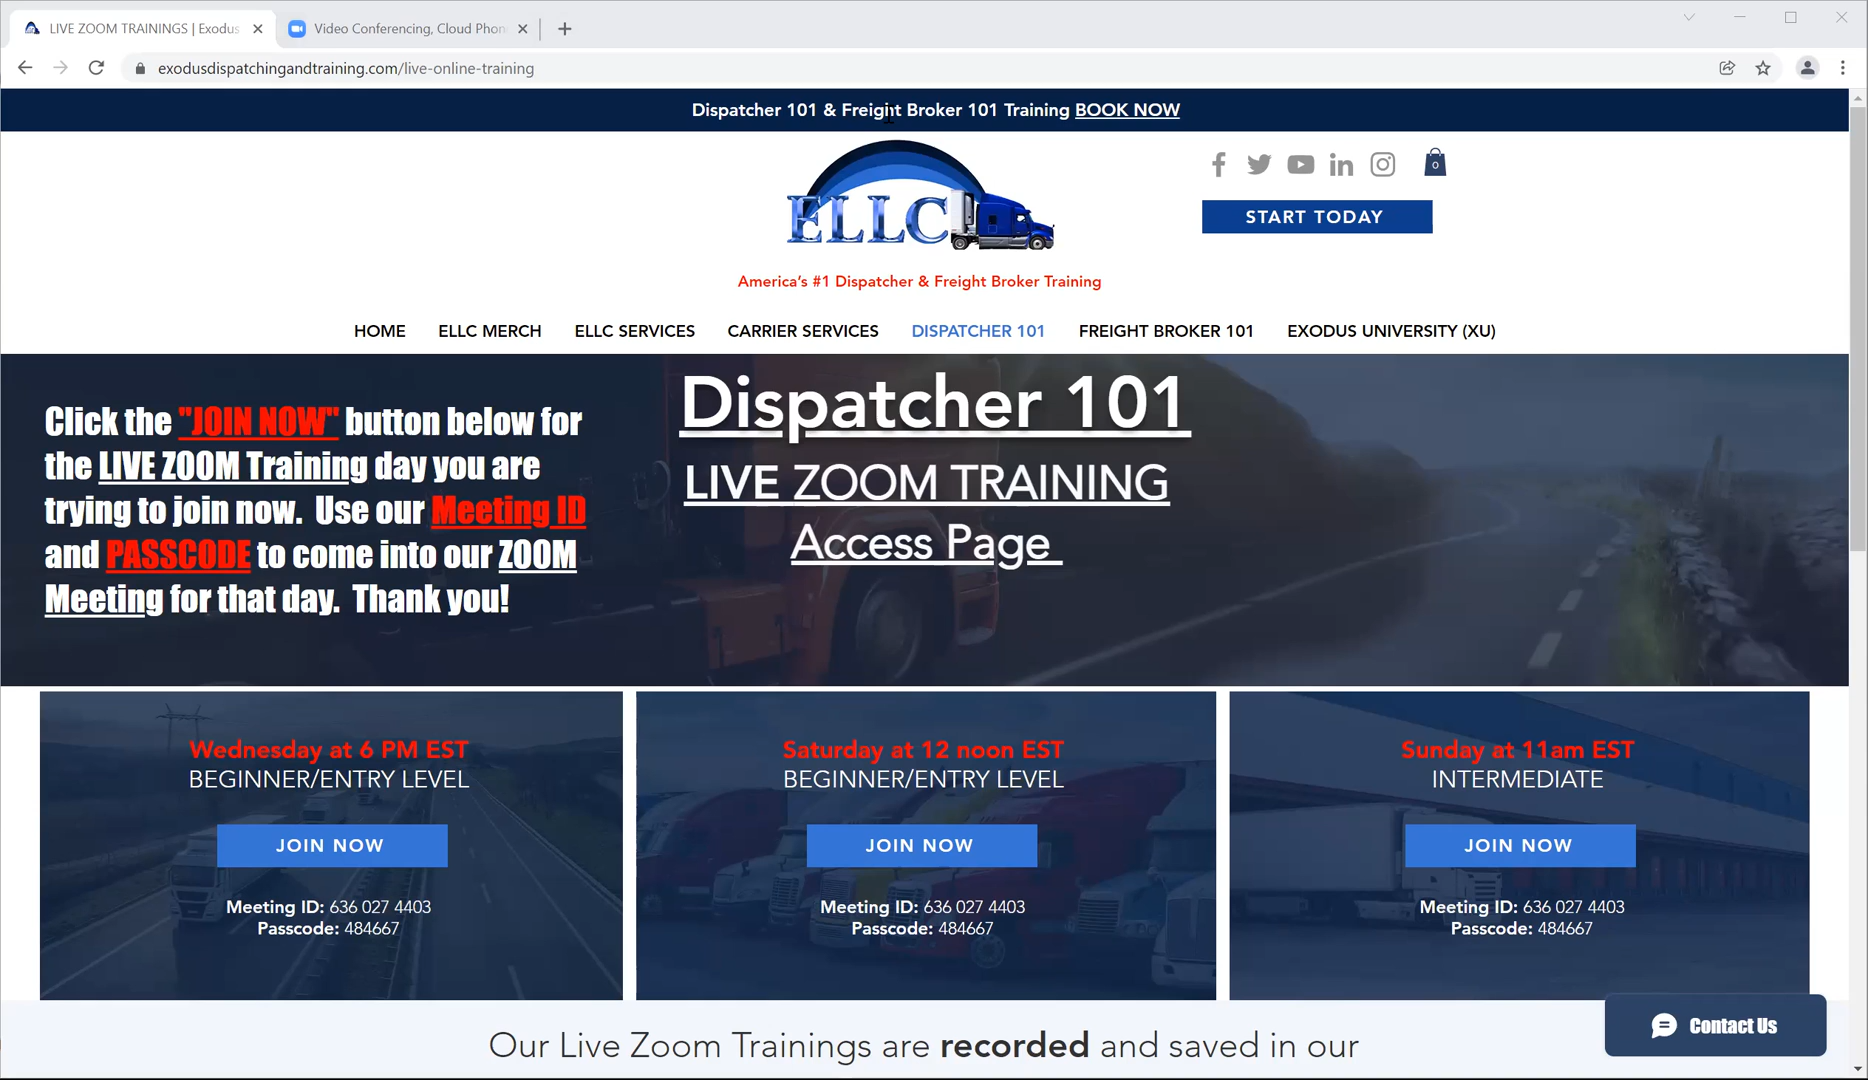 LIVE ZOOM TRAININGS | Exodus
Video Conferencing, Cloud Phon
exodusdispatchingandtraining.com/live-online-training
Dispatcher 101 & Freight Broker 101 Training BOOK NOW
ELLC
0
START TODAY
America's #1 Dispatcher & Freight Broker Training
HOME ELLC MERCH ELLC SERVICES CARRIER SERVICES DISPATCHER 101 FREIGHT BROKER 101 EXODUS UNIVERSITY (XU)
Click the "JOIN NOW" button below for
the LIVE ZOOM Training day you are
trying to join now. Use our Meeting ID
and PASSCODE to come into our ZOOM
Meeting for that day. Thank you!
Dispatcher 101
LIVE ZOOM TRAINING
Access Page
Wednesday at 6 PM EST
BEGINNER/ENTRY LEVEL
JOIN NOW
Meeting ID: 636 027 4403
Passcode: 484667
Saturday at 12 noon EST
BEGINNER/ENTRY LEVEL
JOIN NOW
Meeting ID: 636 027 4403
Passcode: 484667
Sunday at 11am EST
INTERMEDIATE
JOIN NOW
Meeting ID: 636 027 4403
Passcode: 484667
Our Live Zoom Trainings are recorded and saved in our
Contact Us